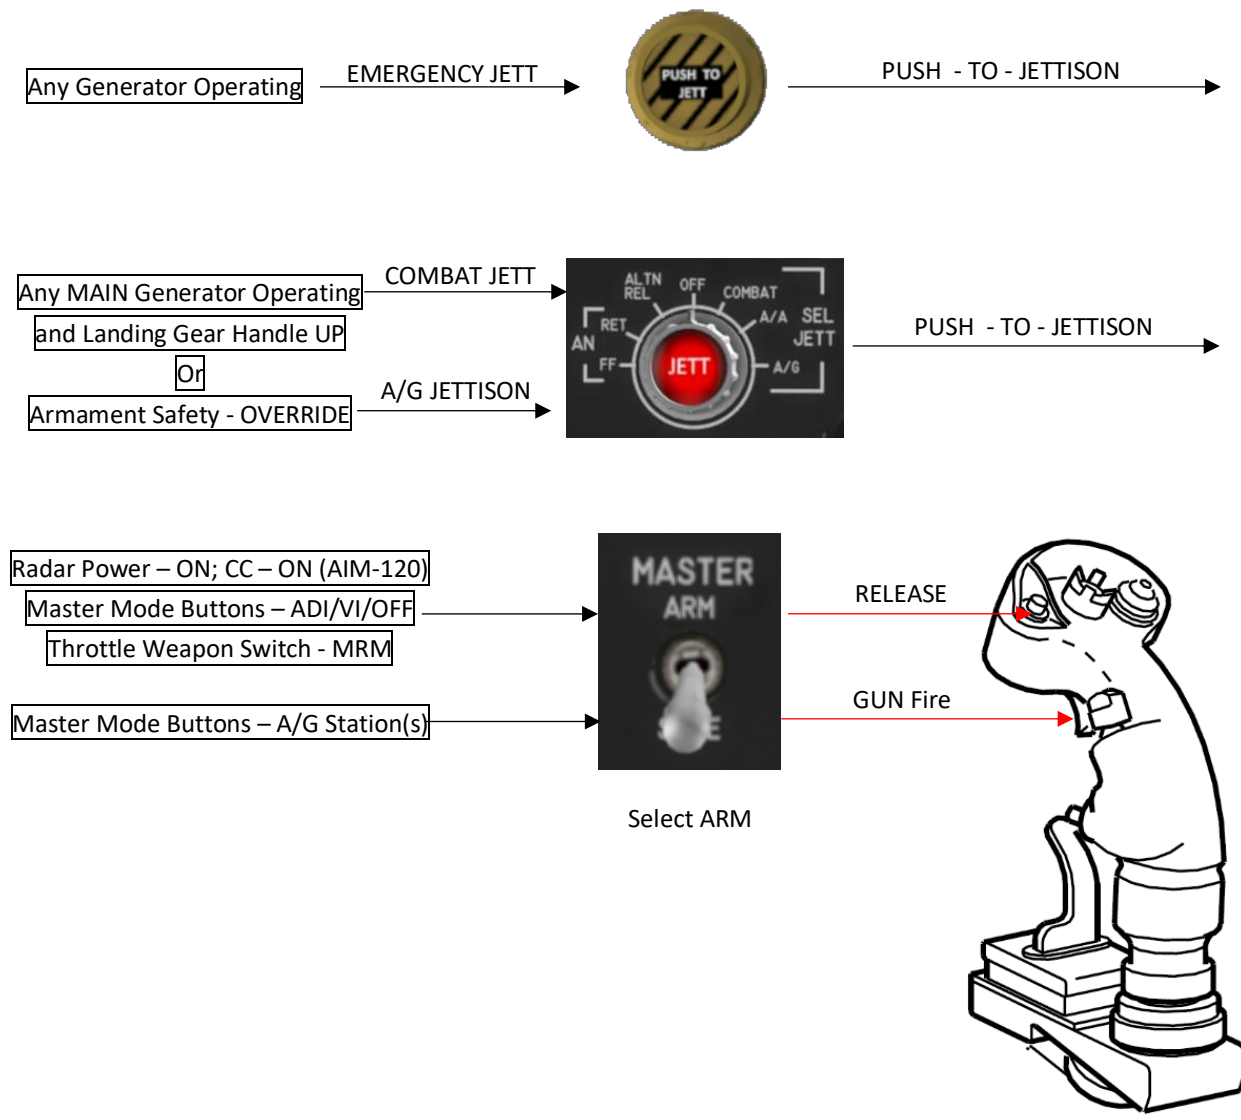 Any Generator Operating
EMERGENCY JETT
PUSH TO
JETT
PUSH - TO - JETTISON
Any MAIN Generator Operating
and Landing Gear Handle UP
Or
Armament Safety - OVERRIDE
COMBAT JETT
A/G JETTISON
ALTN
REL
OFF
COMBAT
RET
A/A
SEL
JETT
AN
FF
JETT
A/G
PUSH - TO - JETTISON
Radar Power – ON; CC – ON (AIM-120)
Master Mode Buttons – ADI/VI/OFF
Throttle Weapon Switch - MRM
Master Mode Buttons – A/G Station(s)
MASTER
ARM
RELEASE
GUN Fire
Select ARM